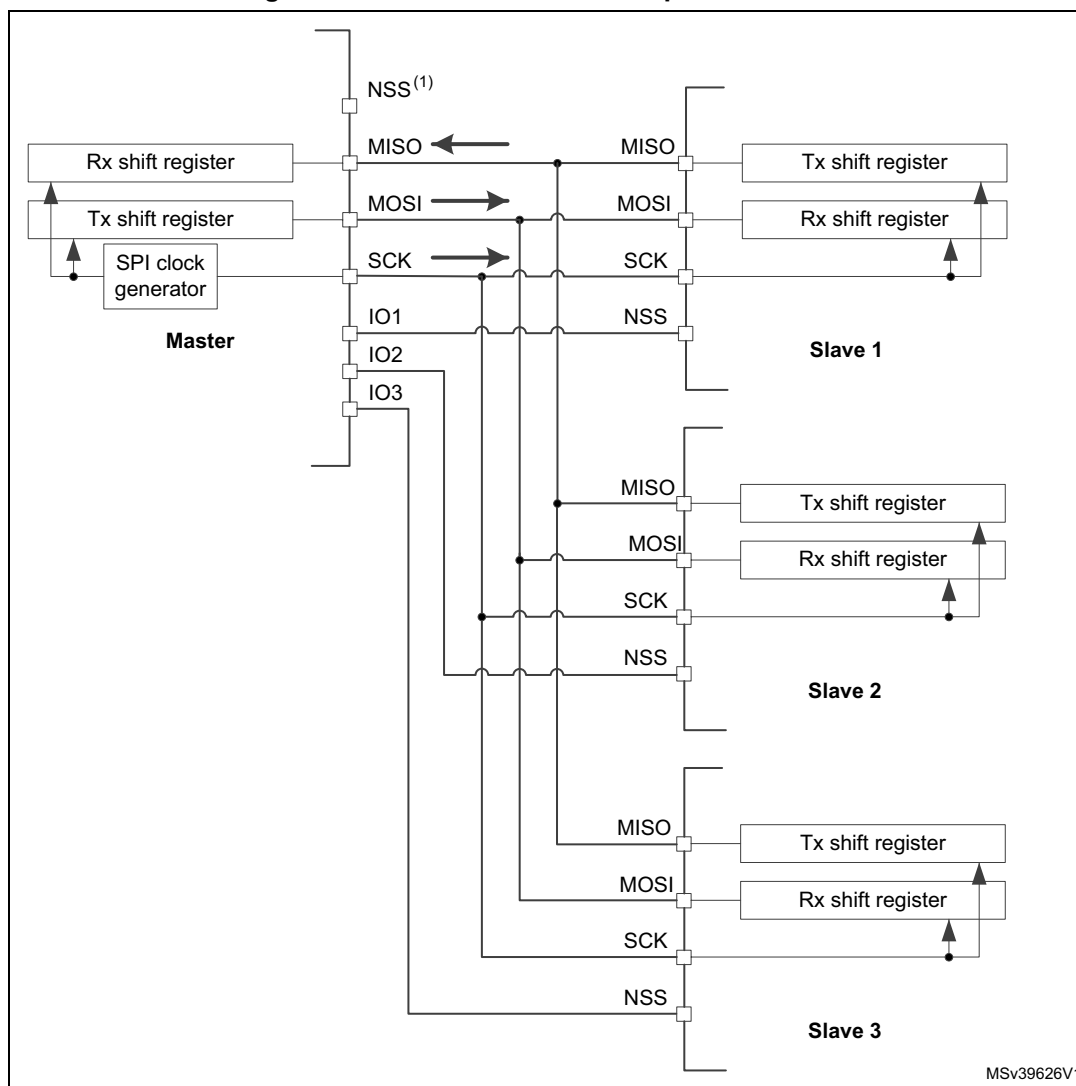 NSS(1)
MISO
MISO
Rx shift register
Tx shift register
MOSI
MOSI
Tx shift register
Rx shift register
SCK
SCK
SPI clock
generator
IO1
NSS
Master
Slave 1
IO2
IO3
MISO
Tx shift register
MOSI
Rx shift register
SCK
NSS
Slave 2
MISO
Tx shift register
MOSI
Rx shift register
SCK
NSS
Slave 3